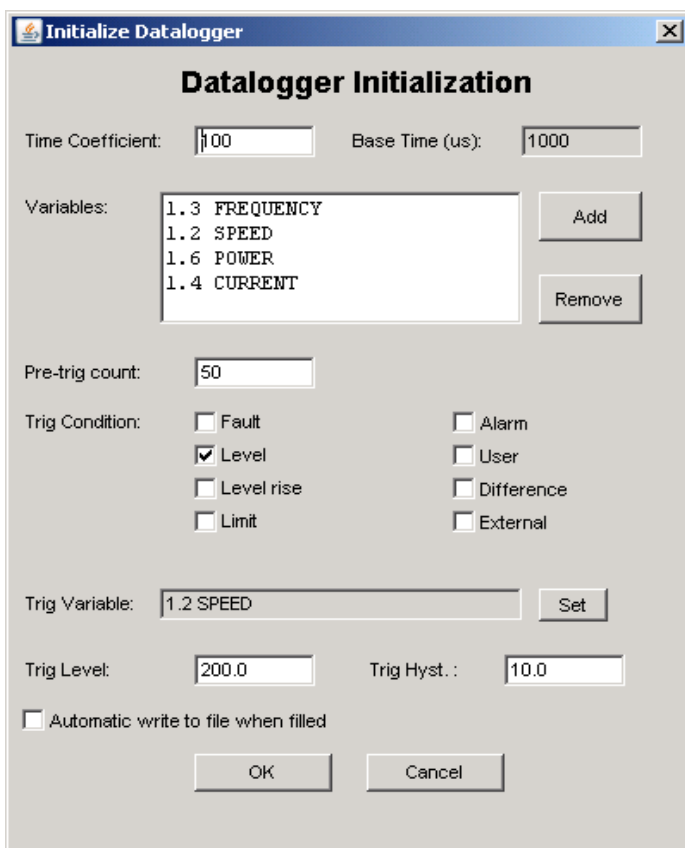 Initialize Datalogger
Datalogger Initialization
Time Coefficient: 100 Base Time (us): 1000
Variables:
1.3 FREQUENCY
1.2 SPEED
1.6 POWER
1.4 CURRENT
Add
Remove
Pre-trig count: 50
Trig Condition: Fault Alarm
Level User
Level rise Difference
Limit External
Trig Variable: 1.2 SPEED Set
Trig Level: 200.0 Trig Hyst. : 10.0
Automatic write to file when filled
OK Cancel